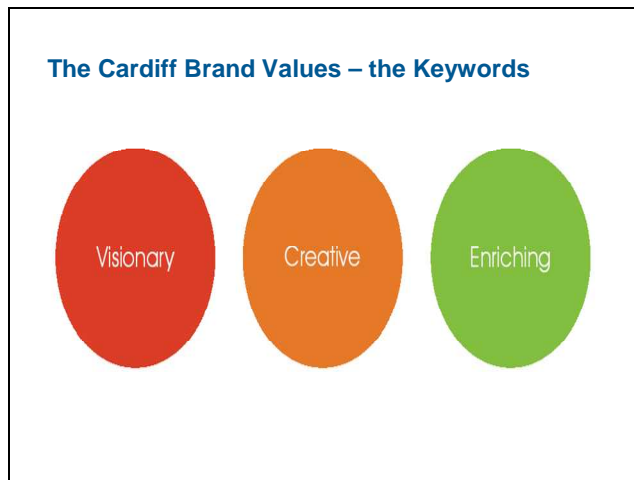 The Cardiff Brand Values – the Keywords
Visionary
Creative
Enriching